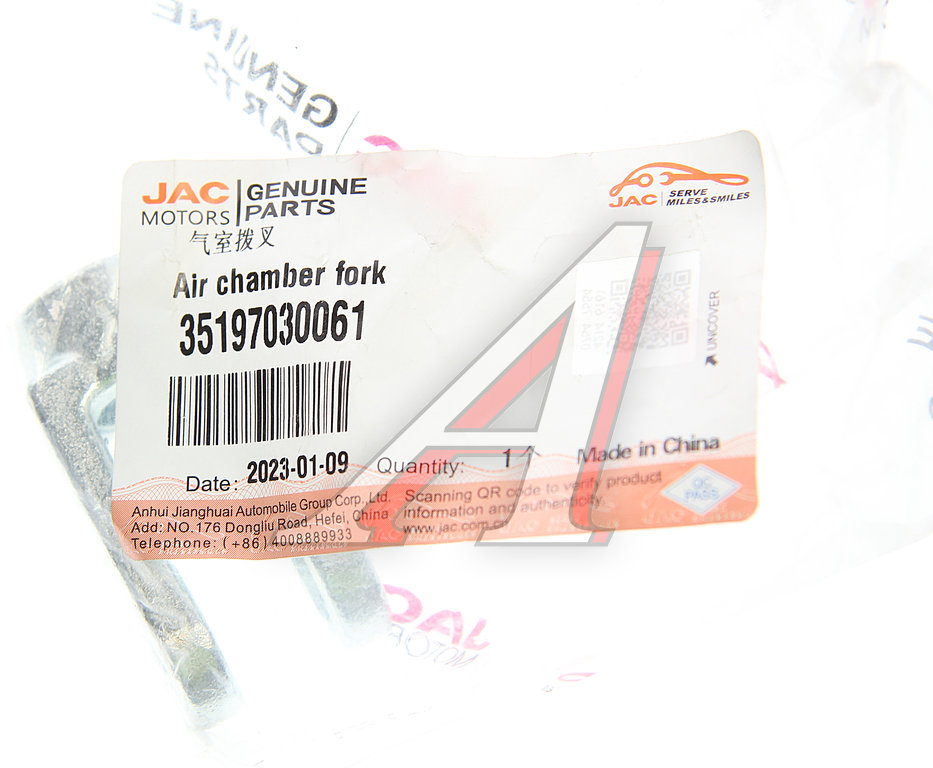 GENUINE
GENUINE
PARTS
JAC
MOTORS
GENUINE
PARTS
JAC
SERVE
MILES&SMILES
气室拨叉
Air chamber fork
35197030061
UNCOVER
Date: 2023-01-09
Quantity: 1个
Made in China
Anhui Jianghuai Automobile Group Corp., Ltd.
Add: NO.176 Dongliu Road, Hefei, China
Telephone: (+86) 4008889933
Scanning QR code to verify product
information and authenticity.
www.jac.com.cn
QC
PASS
JAC
MOTORS